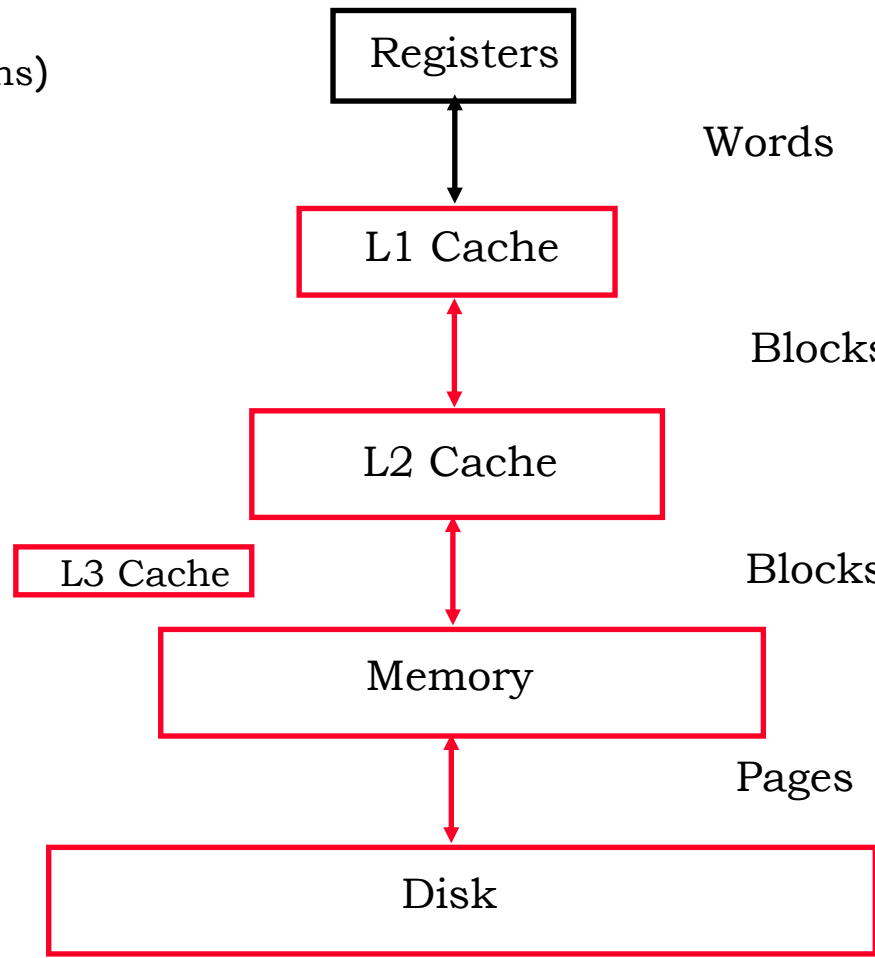 Registers
ns)
Words
L1 Cache
Blocks
L2 Cache
L3 Cache
Blocks
Memory
Pages
Disk